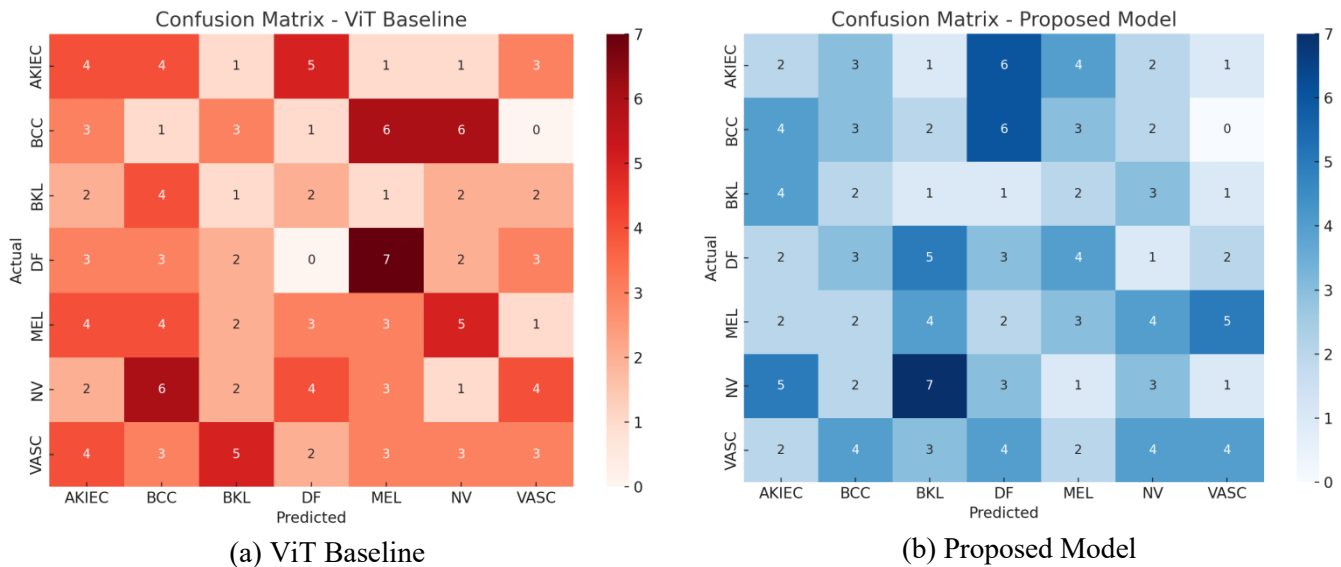 Confusion Matrix - ViT Baseline
Actual
AKIEC 4 4 1 5 1 1 3
BCC 3 1 3 1 6 6 0
BKL 2 4 1 2 1 2 2
DF 3 3 2 0 7 2 3
MEL 4 4 2 3 3 5 1
NV 2 6 2 4 3 1 4
VASC 4 3 5 2 3 3 3
AKIEC BCC BKL DF MEL NV VASC
Predicted
7
6
5
4
3
2
1
0
(a) ViT Baseline
Confusion Matrix - Proposed Model
Actual
AKIEC 2 3 1 6 4 2 1
BCC 4 3 2 6 3 2 0
BKL 4 2 1 1 2 3 1
DF 2 3 5 3 4 1 2
MEL 2 2 4 2 3 4 5
NV 5 2 7 3 1 3 1
VASC 2 4 3 4 2 4 4
AKIEC BCC BKL DF MEL NV VASC
Predicted
7
6
5
4
3
2
1
0
(b) Proposed Model